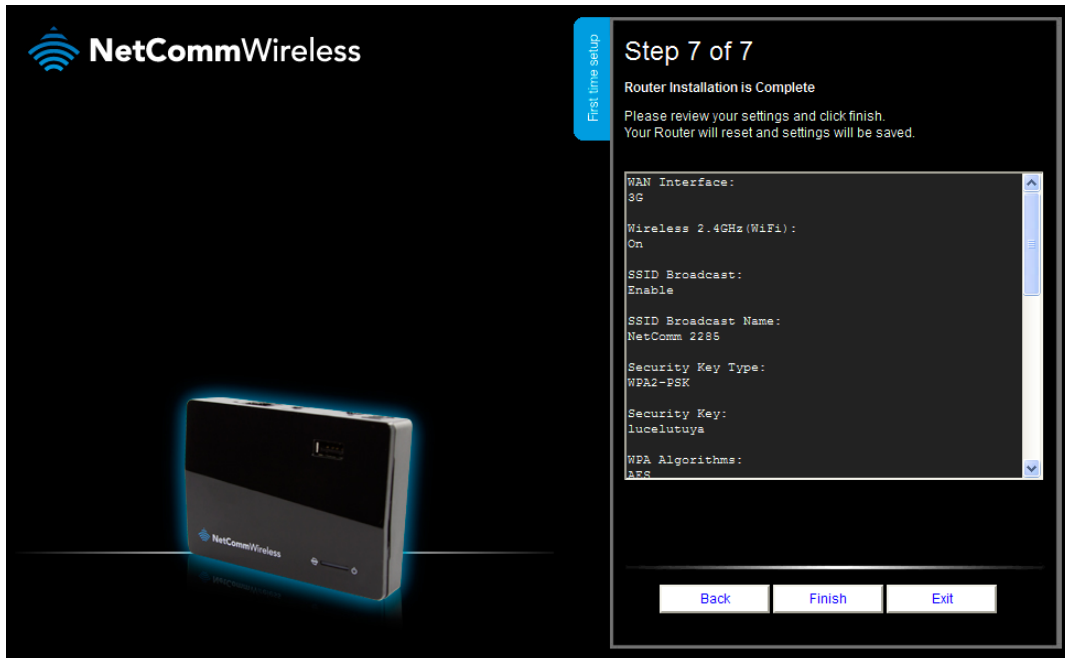 NetCommWireless
First time setup
Step 7 of 7
Router Installation is Complete
Please review your settings and click finish.
Your Router will reset and settings will be saved.
WAN Interface:
3G
Wireless 2.4GHz(WiFi):
On
SSID Broadcast:
Enable
SSID Broadcast Name:
NetComm 2285
Security Key Type:
WPA2-PSK
Security Key:
lucelutuya
WPA Algorithms:
AES
NetCommWireless
Back
Finish
Exit